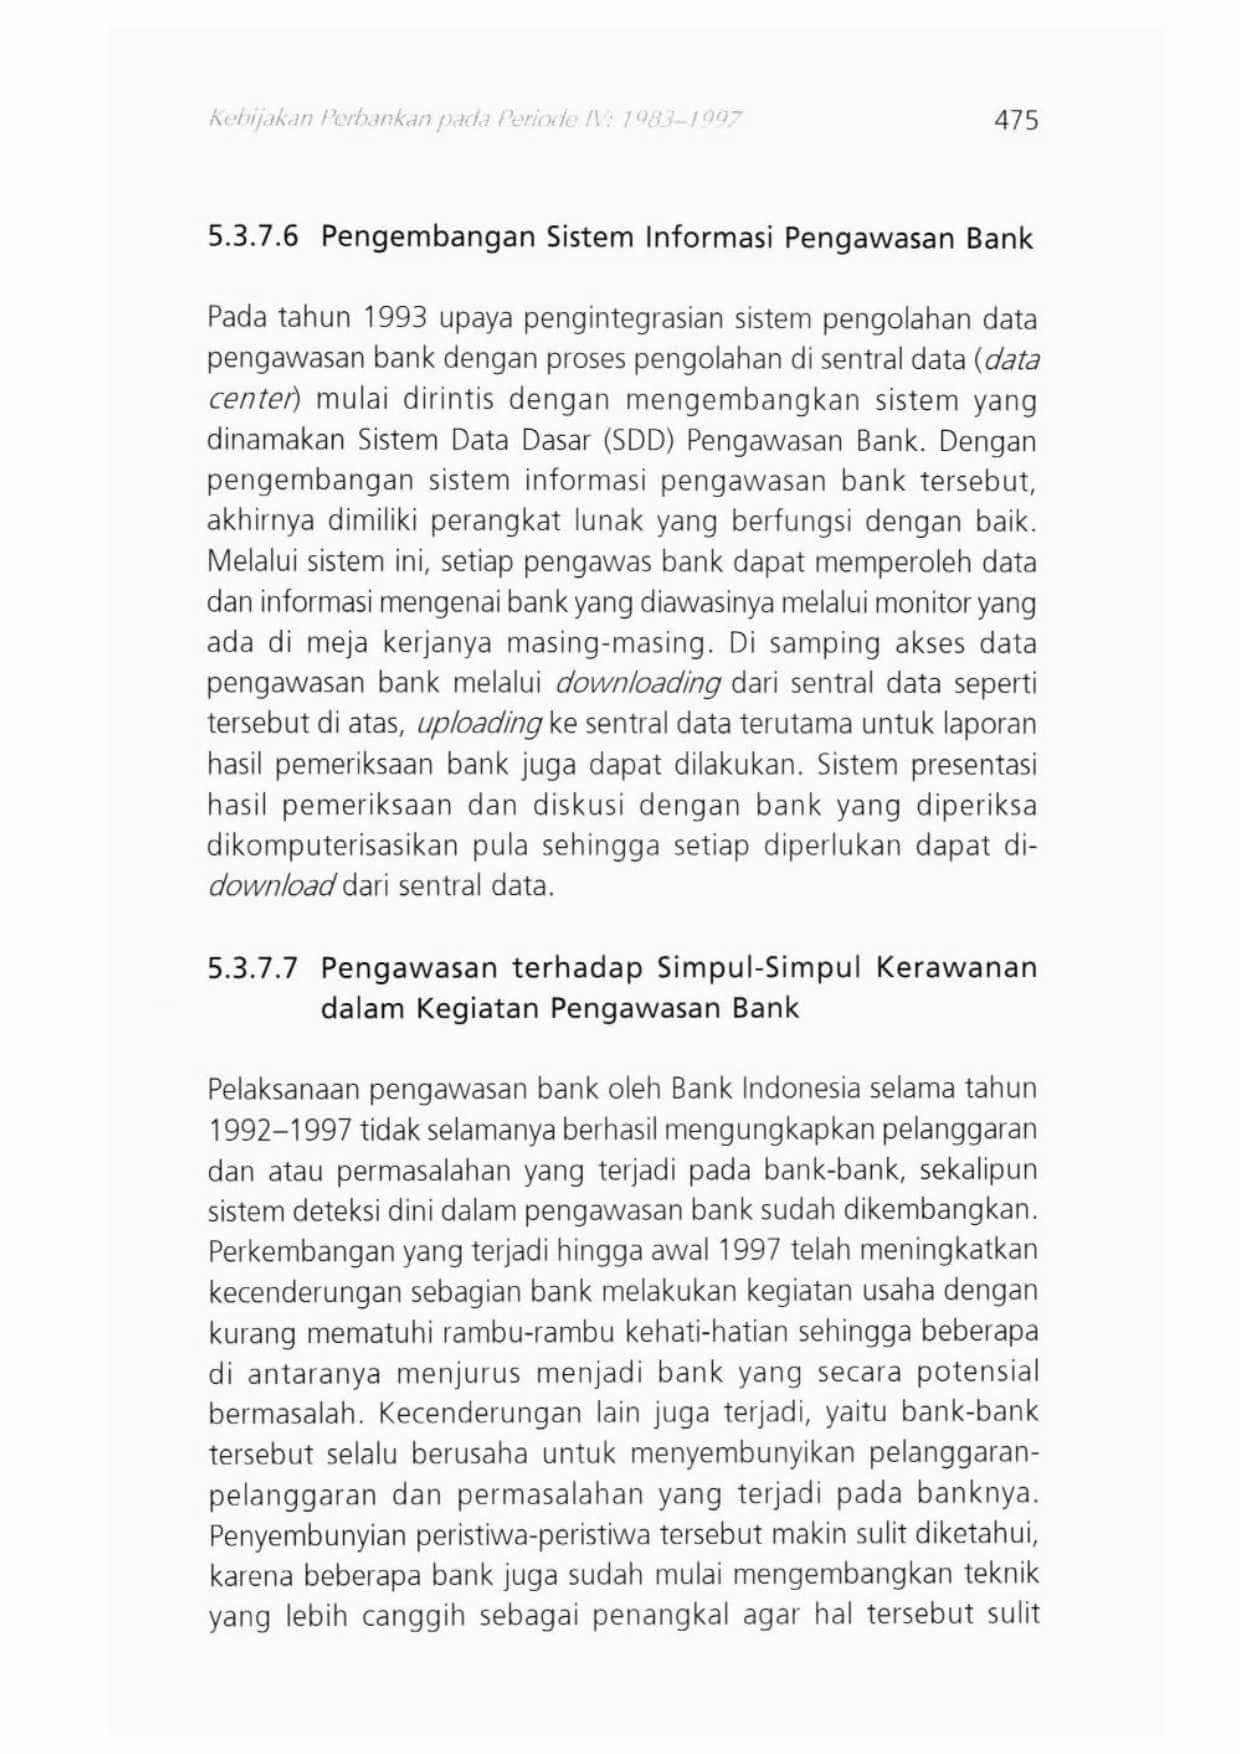 Kebijakan Perbankan pada Periode IV: 1983–1997 475
5.3.7.6 Pengembangan Sistem Informasi Pengawasan Bank
Pada tahun 1993 upaya pengintegrasian sistem pengolahan data
pengawasan bank dengan proses pengolahan di sentral data (data
center) mulai dirintis dengan mengembangkan sistem yang
dinamakan Sistem Data Dasar (SDD) Pengawasan Bank. Dengan
pengembangan sistem informasi pengawasan bank tersebut,
akhirnya dimiliki perangkat lunak yang berfungsi dengan baik.
Melalui sistem ini, setiap pengawas bank dapat memperoleh data
dan informasi mengenai bank yang diawasinya melalui monitor yang
ada di meja kerjanya masing-masing. Di samping akses data
pengawasan bank melalui downloading dari sentral data seperti
tersebut di atas, uploading ke sentral data terutama untuk laporan
hasil pemeriksaan bank juga dapat dilakukan. Sistem presentasi
hasil pemeriksaan dan diskusi dengan bank yang diperiksa
dikomputerisasikan pula sehingga setiap diperlukan dapat di-
download dari sentral data.
5.3.7.7 Pengawasan terhadap Simpul-Simpul Kerawanan
dalam Kegiatan Pengawasan Bank
Pelaksanaan pengawasan bank oleh Bank Indonesia selama tahun
1992–1997 tidak selamanya berhasil mengungkapkan pelanggaran
dan atau permasalahan yang terjadi pada bank-bank, sekalipun
sistem deteksi dini dalam pengawasan bank sudah dikembangkan.
Perkembangan yang terjadi hingga awal 1997 telah meningkatkan
kecenderungan sebagian bank melakukan kegiatan usaha dengan
kurang mematuhi rambu-rambu kehati-hatian sehingga beberapa
di antaranya menjurus menjadi bank yang secara potensial
bermasalah. Kecenderungan lain juga terjadi, yaitu bank-bank
tersebut selalu berusaha untuk menyembunyikan pelanggaran-
pelanggaran dan permasalahan yang terjadi pada banknya.
Penyembunyian peristiwa-peristiwa tersebut makin sulit diketahui,
karena beberapa bank juga sudah mulai mengembangkan teknik
yang lebih canggih sebagai penangkal agar hal tersebut sulit